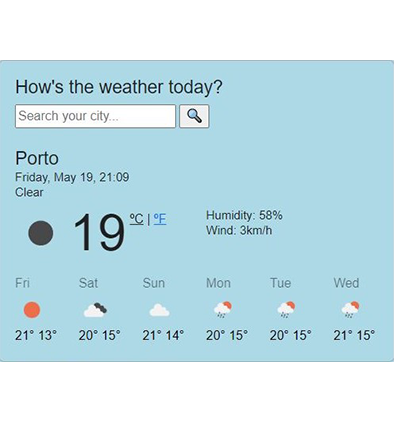 How's the weather today?
Search your city...
Porto
Friday, May 19, 21:09
Clear
19 ºC | ºF
Humidity: 58%
Wind: 3km/h
Fri Sat Sun Mon Tue Wed
21° 13° 20° 15° 21° 14° 20° 15° 20° 15° 21° 15°